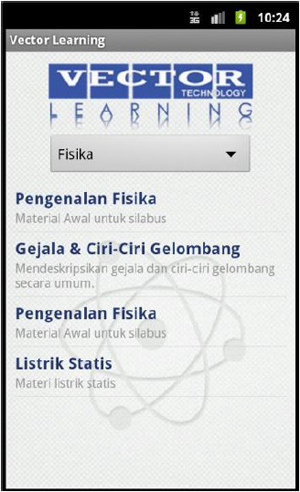 10:24
Vector Learning
VECTOR
TECHNOLOGY
LEARNING
Fisika
Pengenalan Fisika
Material Awal untuk silabus
Gejala & Ciri-Ciri Gelombang
Mendeskripsikan gejala dan ciri-ciri gelombang
secara umum.
Pengenalan Fisika
Material Awal untuk silabus
Listrik Statis
Materi listrik statis